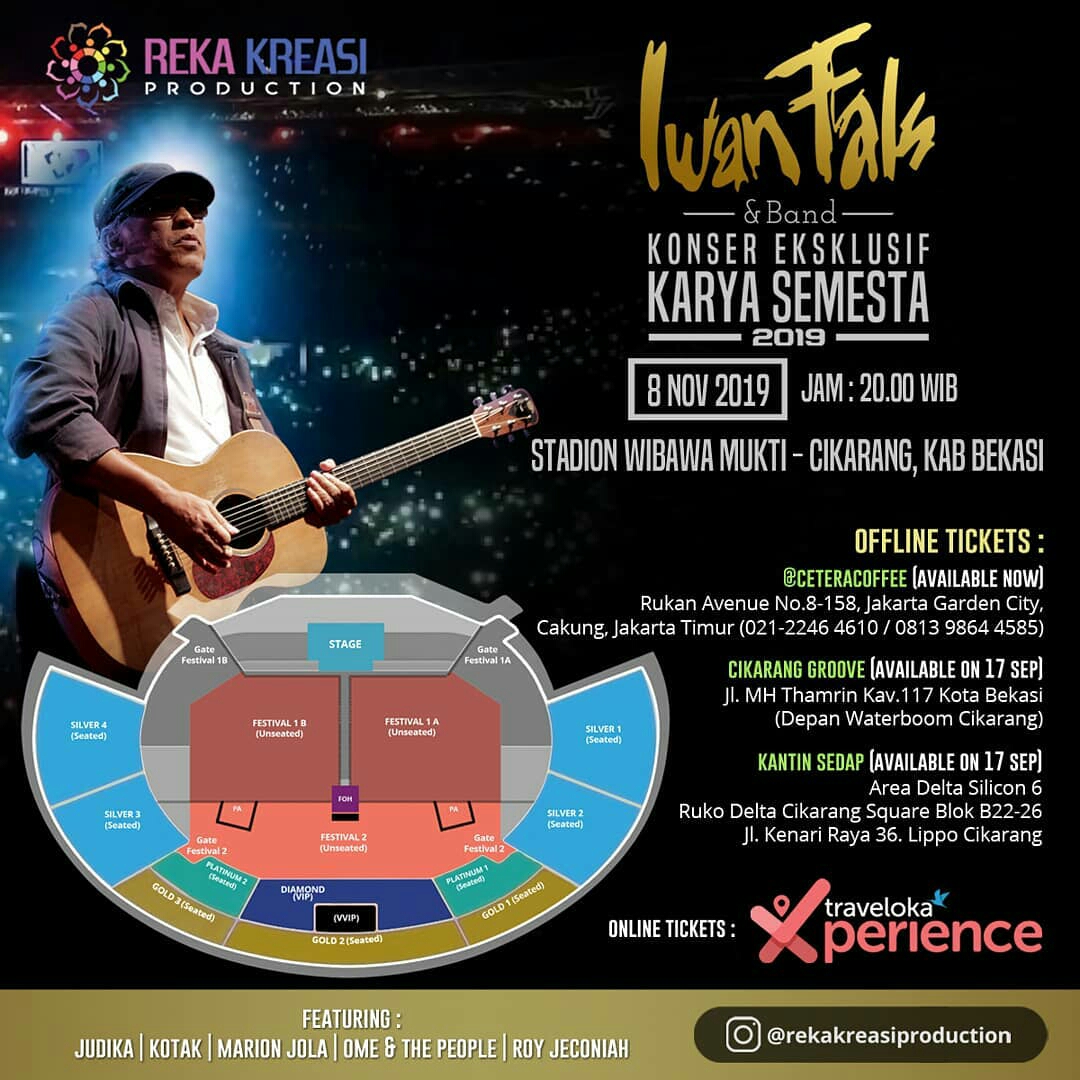 REKA KREASI
PRODUCTION
Iwan Fals
& Band
KONSER EKSKLUSIF
KARYA SEMESTA
2019
8 NOV 2019 JAM : 20.00 WIB
STADION WIBAWA MUKTI - CIKARANG, KAB BEKASI
OFFLINE TICKETS :
@CETERACOFFEE (AVAILABLE NOW)
Rukan Avenue No.8-158, Jakarta Garden City,
Cakung, Jakarta Timur (021-2246 4610 / 0813 9864 4585)
CIKARANG GROOVE (AVAILABLE ON 17 SEP)
Jl. MH Thamrin Kav.117 Kota Bekasi
(Depan Waterboom Cikarang)
KANTIN SEDAP (AVAILABLE ON 17 SEP)
Area Delta Silicon 6
Ruko Delta Cikarang Square Blok B22-26
Jl. Kenari Raya 36. Lippo Cikarang
ONLINE TICKETS :
traveloka
Xperience
STAGE
Gate
Festival 1B
Gate
Festival 1A
SILVER 4
(Seated)
FESTIVAL 1 B
(Unseated)
FESTIVAL 1 A
(Unseated)
SILVER 1
(Seated)
FOH
PA
PA
SILVER 3
(Seated)
SILVER 2
(Seated)
FESTIVAL 2
(Unseated)
Gate
Festival 2
Gate
Festival 2
PLATINUM 2
(Seated)
PLATINUM 1
(Seated)
DIAMOND
(VIP)
(VVIP)
GOLD 3 (Seated)
GOLD 2 (Seated)
GOLD 1 (Seated)
FEATURING :
JUDIKA | KOTAK | MARION JOLA | OME & THE PEOPLE | ROY JECONIAH
@rekakreasiproduction